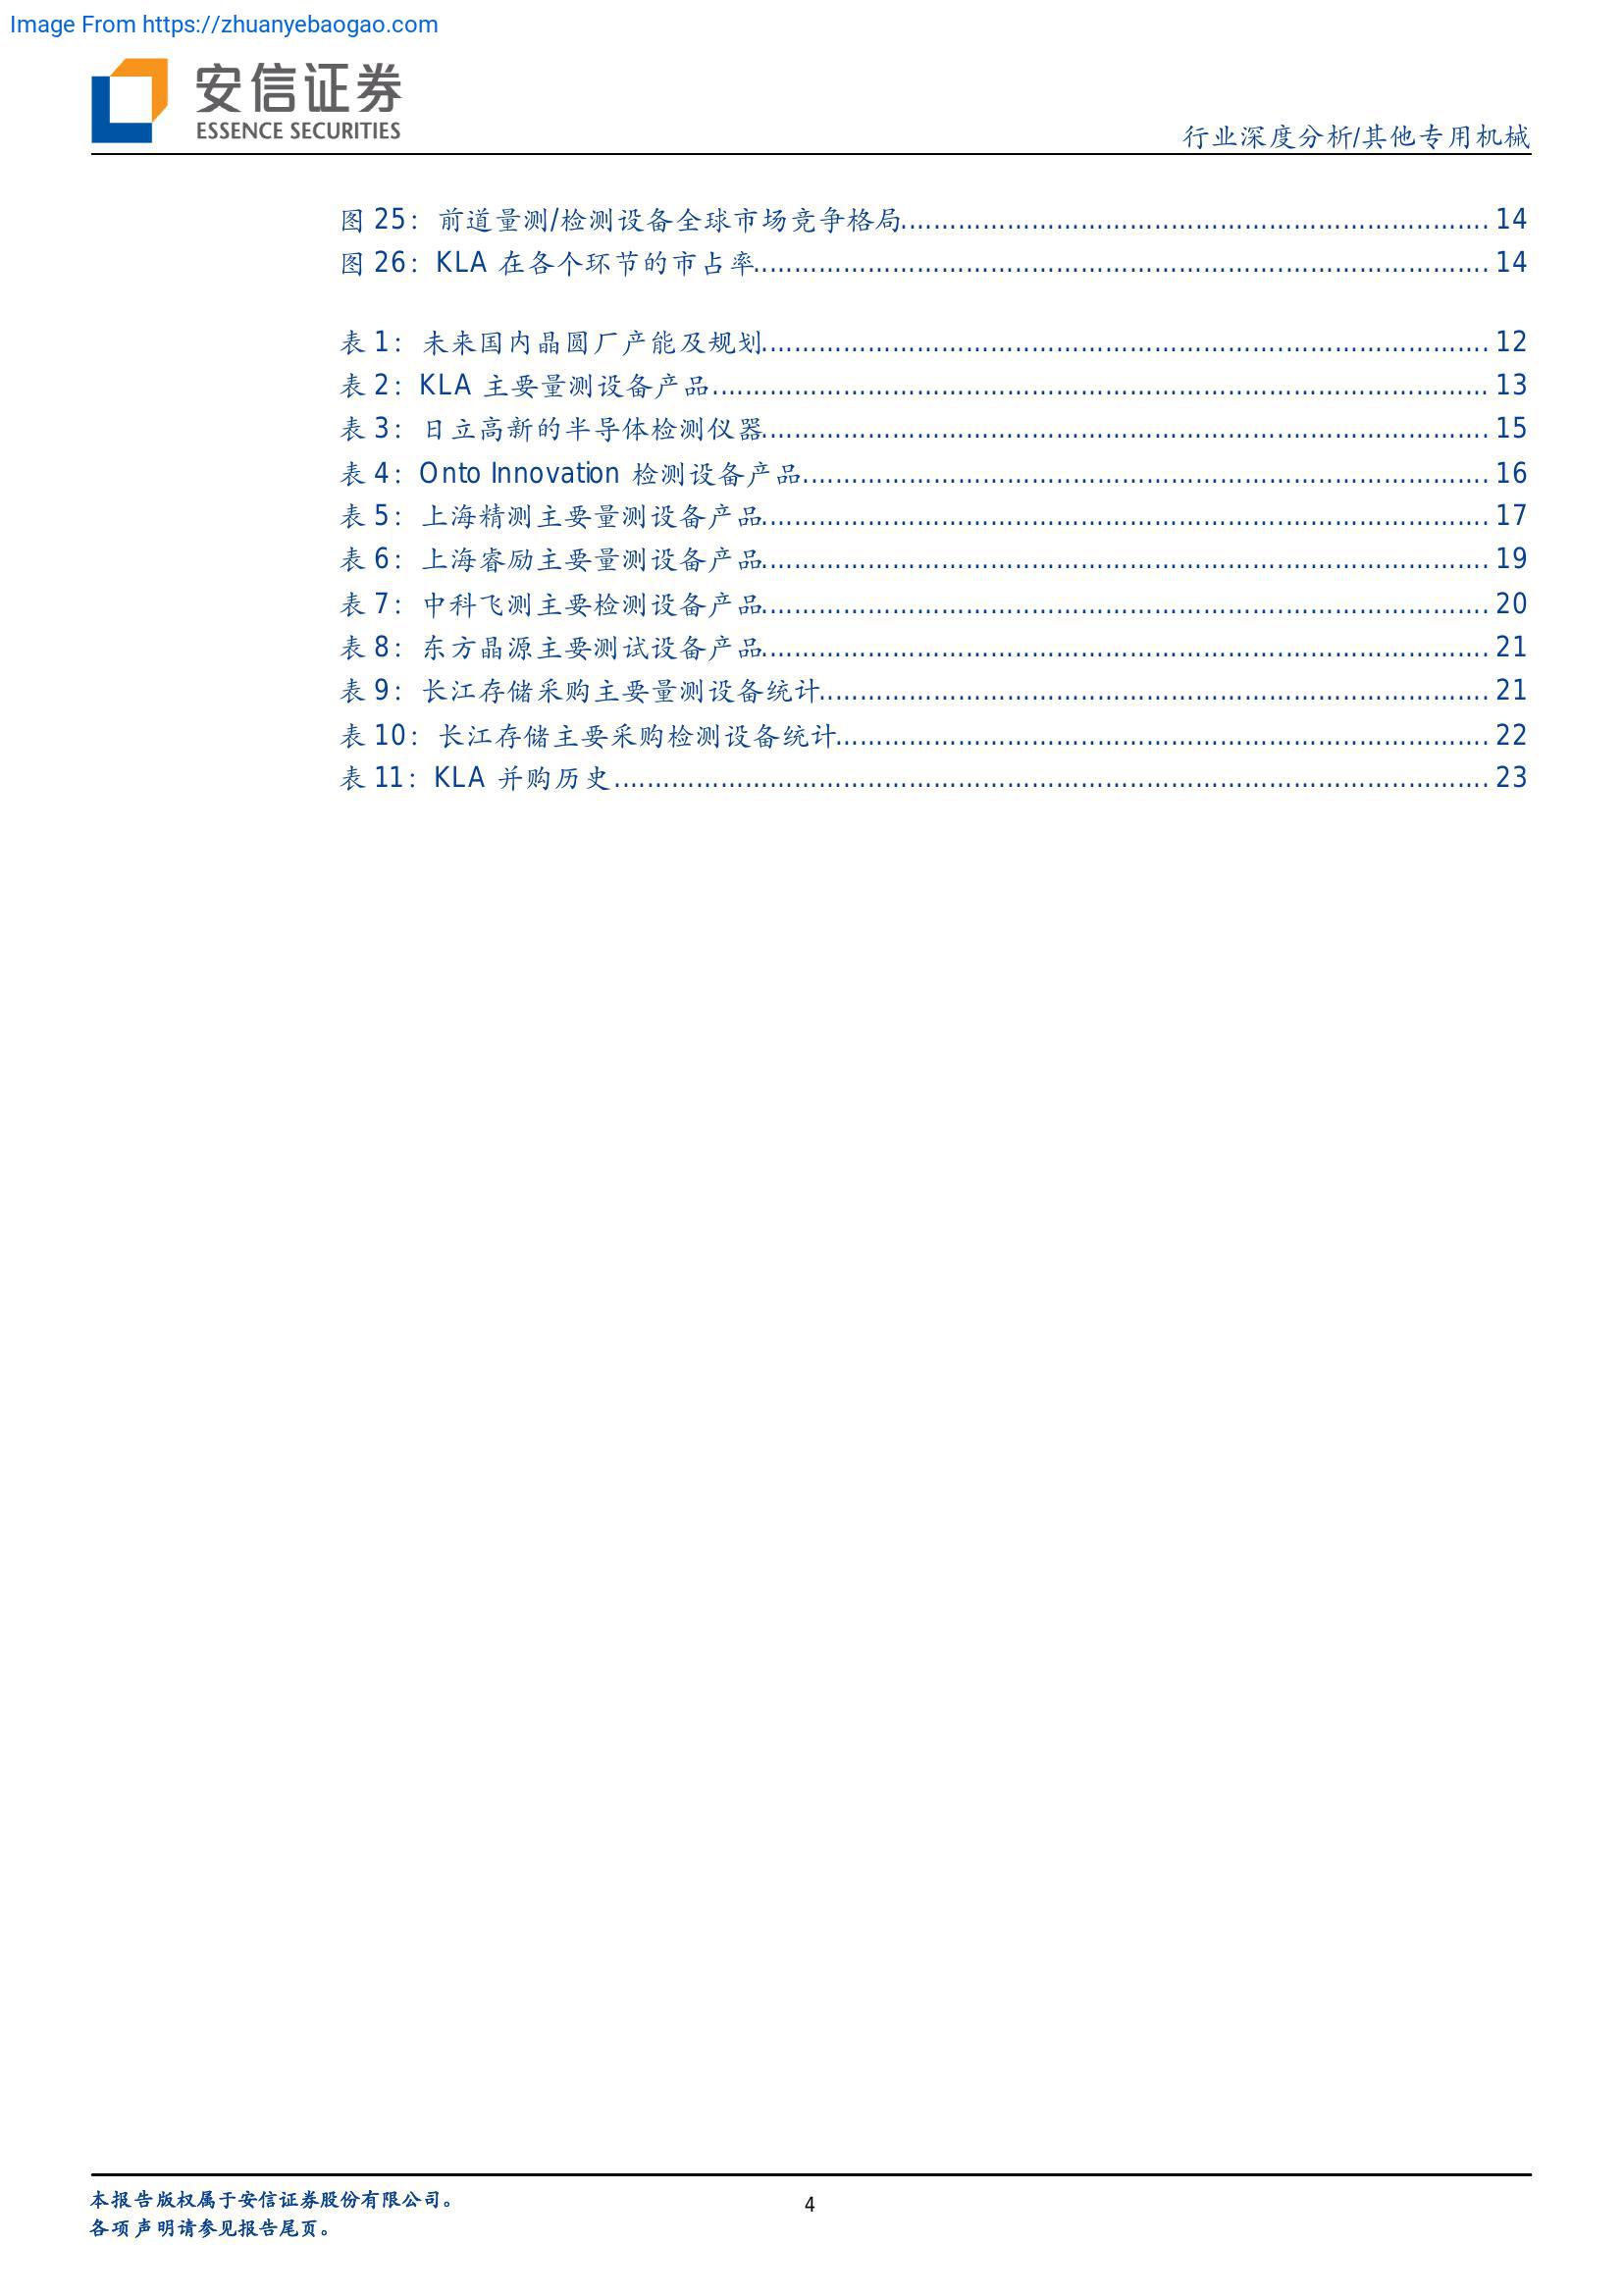 Image From https://zhuanyebaogao.com
安信证券
ESSENCE SECURITIES
行业深度分析/其他专用机械
图 25：前道量测/检测设备全球市场竞争格局........................................................................ 14
图 26：KLA 在各个环节的市占率.......................................................................................... 14
表 1：未来国内晶圆厂产能及规划......................................................................................... 12
表 2：KLA 主要量测设备产品............................................................................................... 13
表 3：日立高新的半导体检测仪器......................................................................................... 15
表 4：Onto Innovation 检测设备产品.................................................................................... 16
表 5：上海精测主要量测设备产品......................................................................................... 17
表 6：上海睿励主要量测设备产品......................................................................................... 19
表 7：中科飞测主要检测设备产品......................................................................................... 20
表 8：东方晶源主要测试设备产品......................................................................................... 21
表 9：长江存储采购主要量测设备统计.................................................................................. 21
表 10：长江存储主要采购检测设备统计................................................................................ 22
表 11：KLA 并购历史........................................................................................................... 23
本报告版权属于安信证券股份有限公司。
4
各项声明请参见报告尾页。